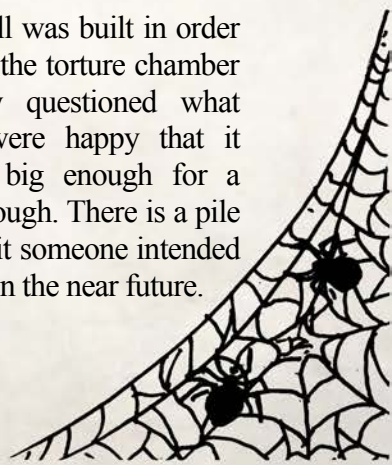 ll was built in order
the torture chamber
questioned what
were happy that it
big enough for a
ough. There is a pile
it someone intended
n the near future.